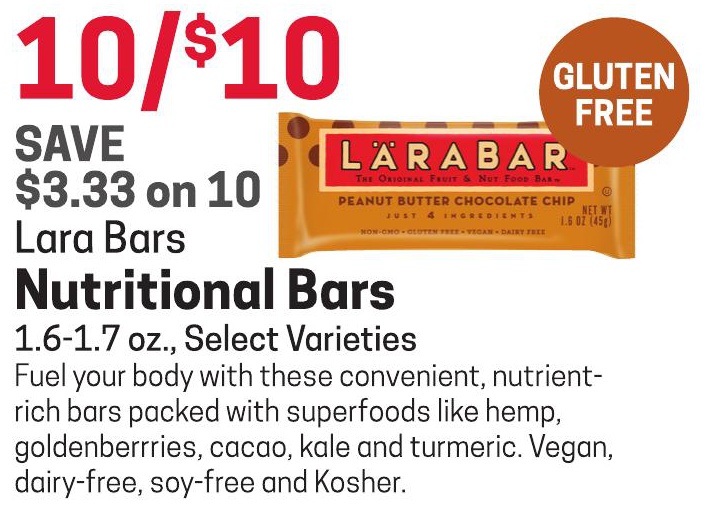 10/$10
GLUTEN
FREE
SAVE
$3.33 on 10
LÄRABAR
THE ORIGINAL FRUIT & NUT FOOD BAR™
PEANUT BUTTER CHOCOLATE CHIP
JUST 4 INGREDIENTS
NET WT
1.6 OZ (45g)
NON-GMO • GLUTEN FREE • VEGAN • DAIRY FREE
Lara Bars
Nutritional Bars
1.6-1.7 oz., Select Varieties
Fuel your body with these convenient, nutrient-
rich bars packed with superfoods like hemp,
goldenberrries, cacao, kale and turmeric. Vegan,
dairy-free, soy-free and Kosher.